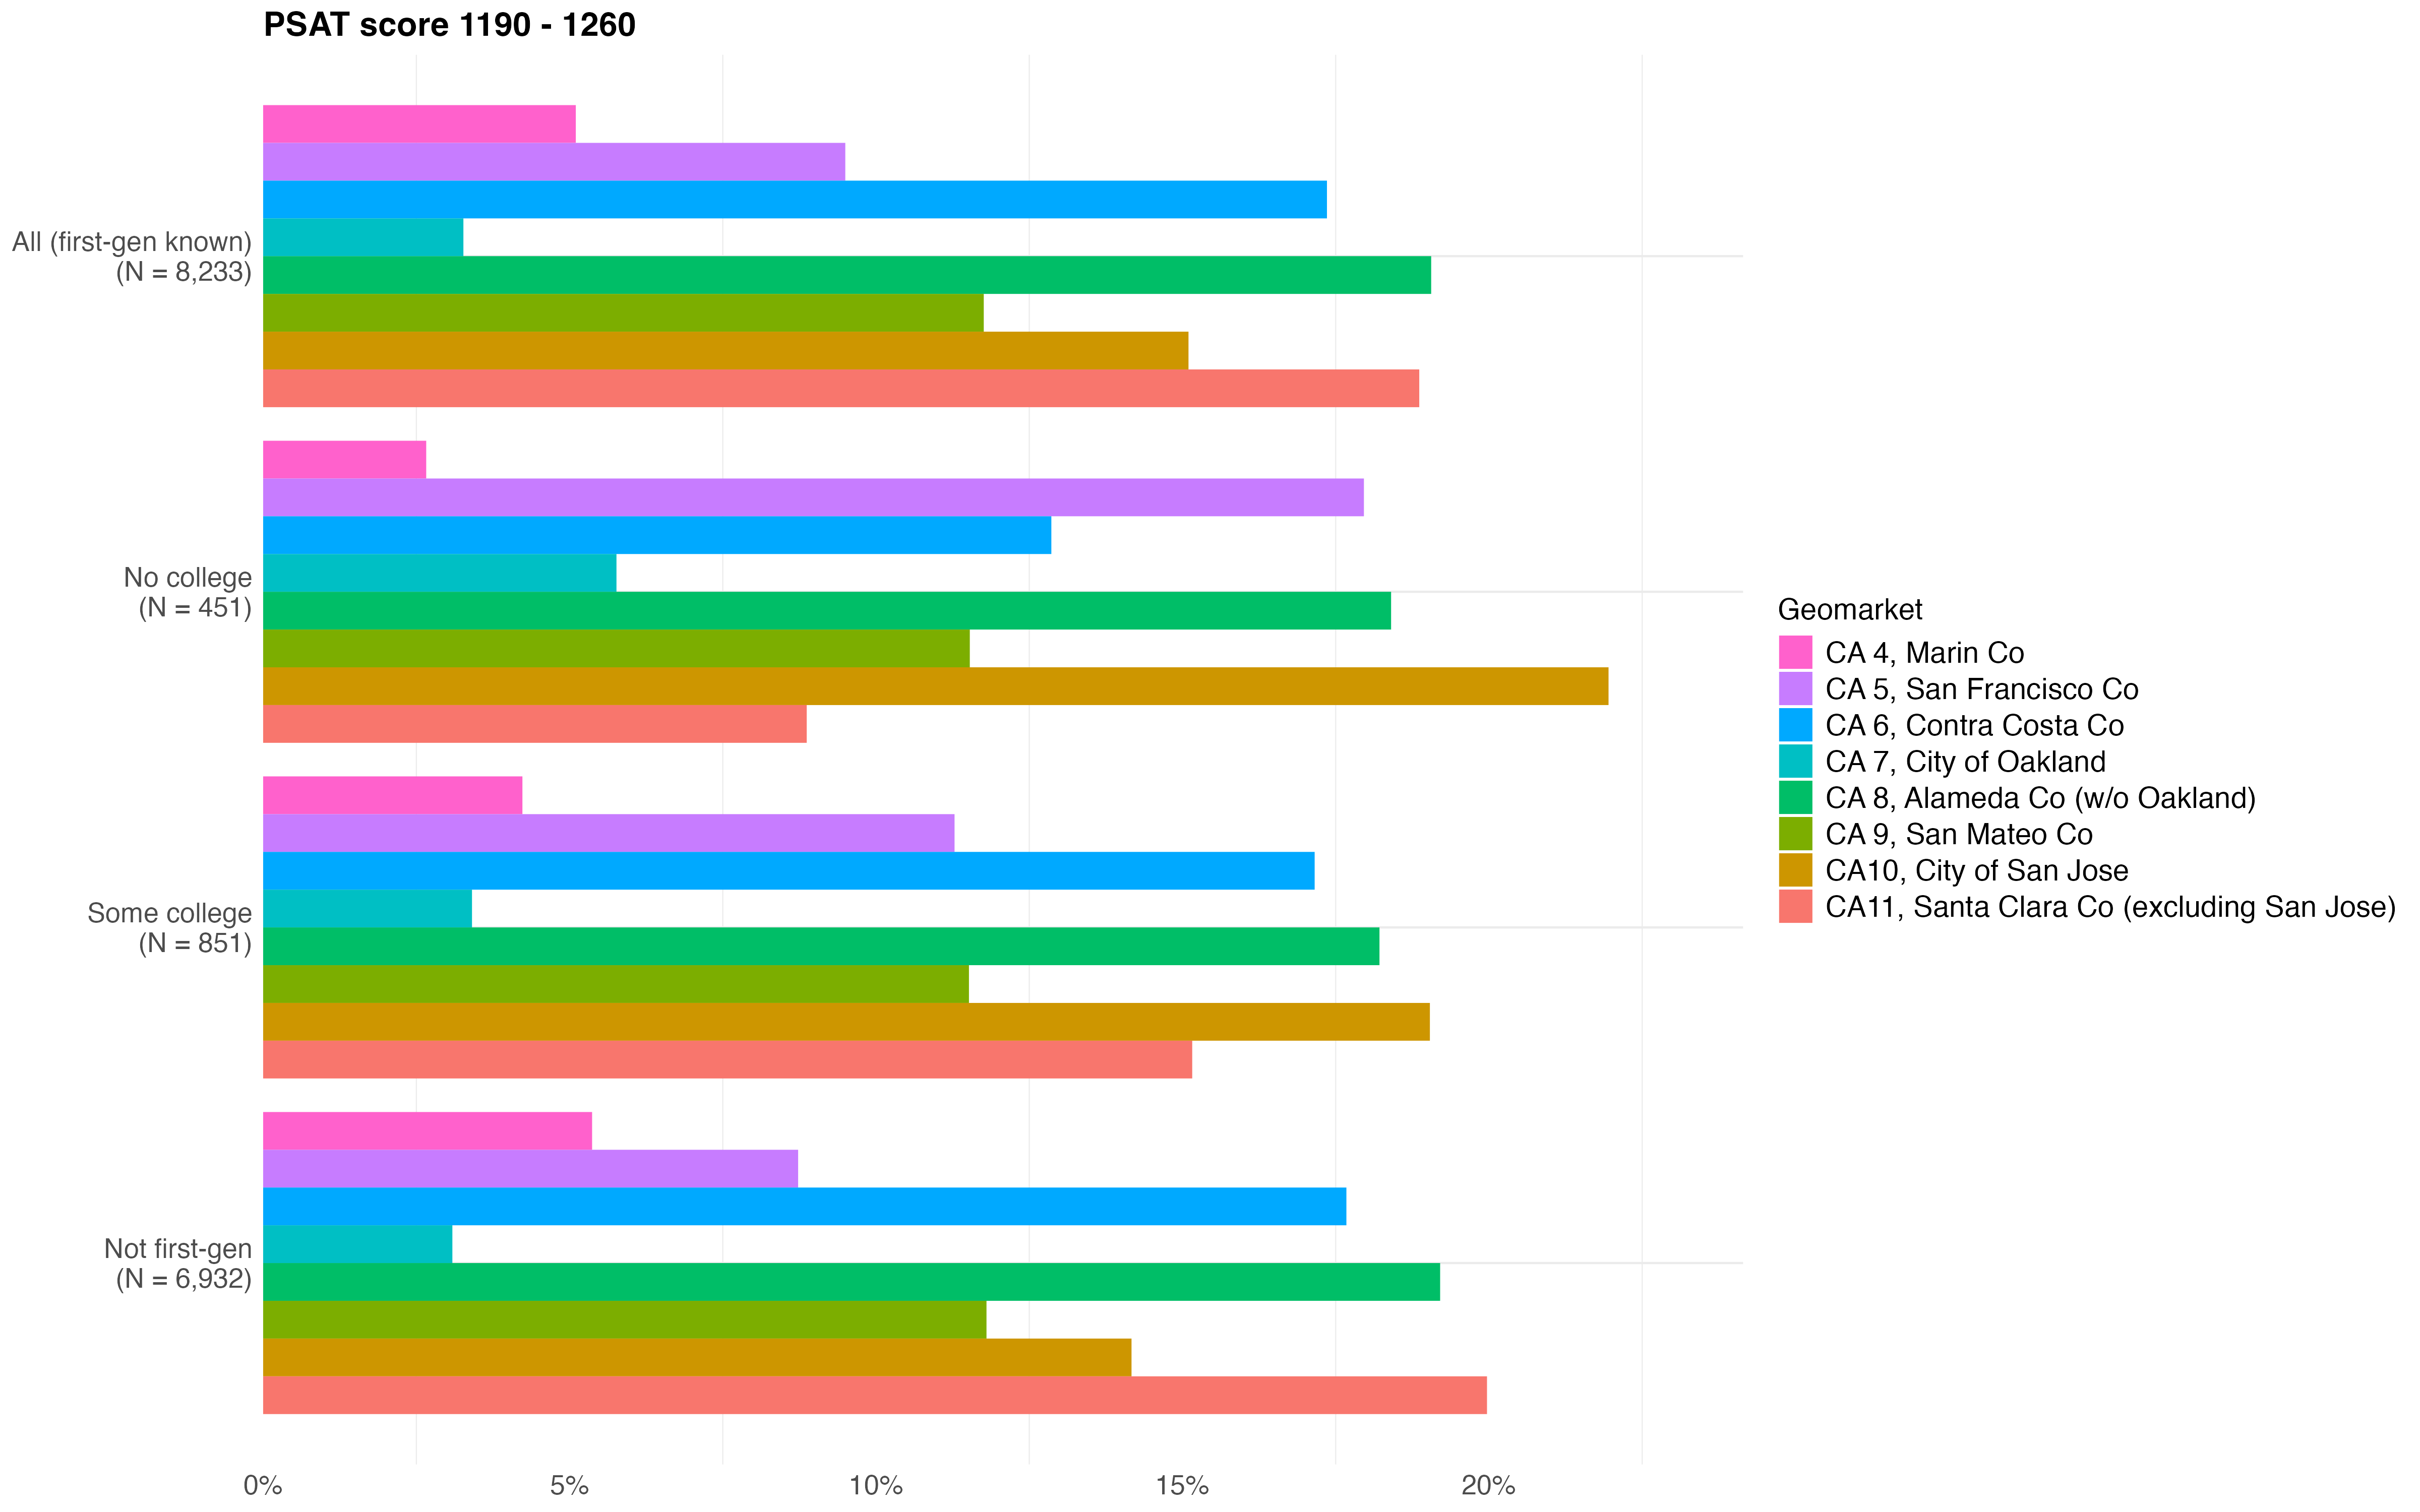 PSAT score 1190 - 1260
All (first-gen known)
(N = 8,233)
No college
(N = 451)
Some college
(N = 851)
Not first-gen
(N = 6,932)
0% 5% 10% 15% 20%
Geomarket
CA 4, Marin Co
CA 5, San Francisco Co
CA 6, Contra Costa Co
CA 7, City of Oakland
CA 8, Alameda Co (w/o Oakland)
CA 9, San Mateo Co
CA10, City of San Jose
CA11, Santa Clara Co (excluding San Jose)